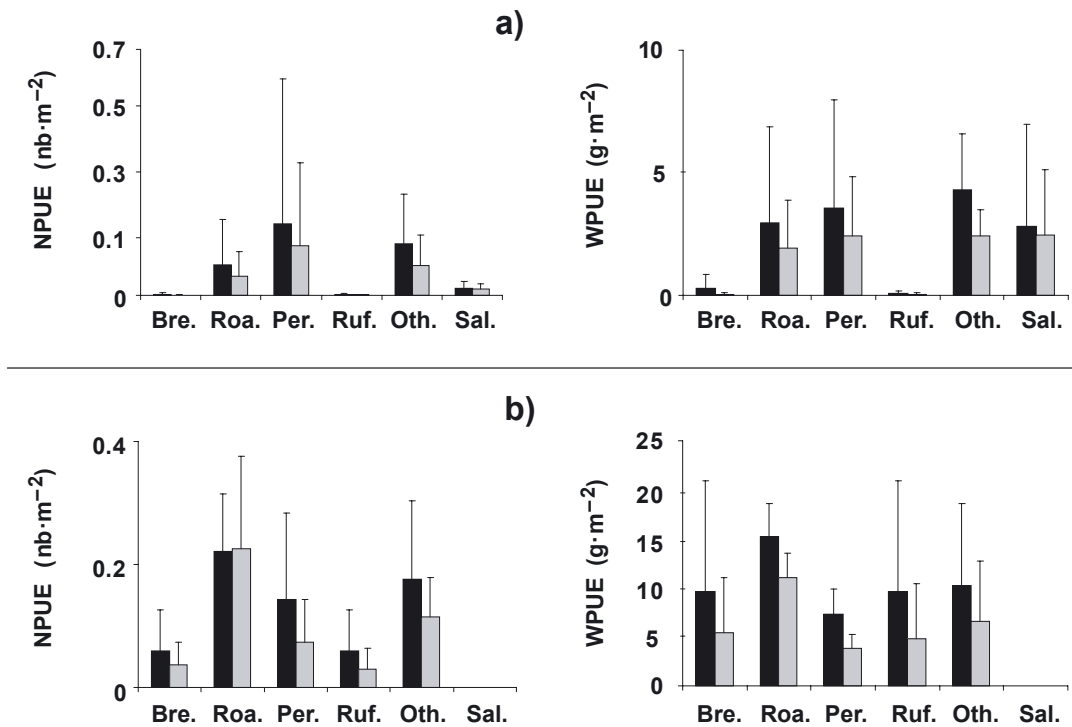 a)
NPUE (nb·m−2)
0.7
0.5
0.3
0.1
0
Bre. Roa. Per. Ruf. Oth. Sal.
WPUE (g·m−2)
10
5
0
Bre. Roa. Per. Ruf. Oth. Sal.
b)
NPUE (nb·m−2)
0.4
0.2
0
Bre. Roa. Per. Ruf. Oth. Sal.
WPUE (g·m−2)
25
20
15
10
5
0
Bre. Roa. Per. Ruf. Oth. Sal.